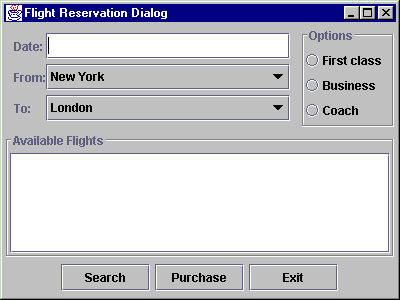 Flight Reservation Dialog
Date:
Options
First class
From: New York
Business
To: London
Coach
Available Flights
Search Purchase Exit